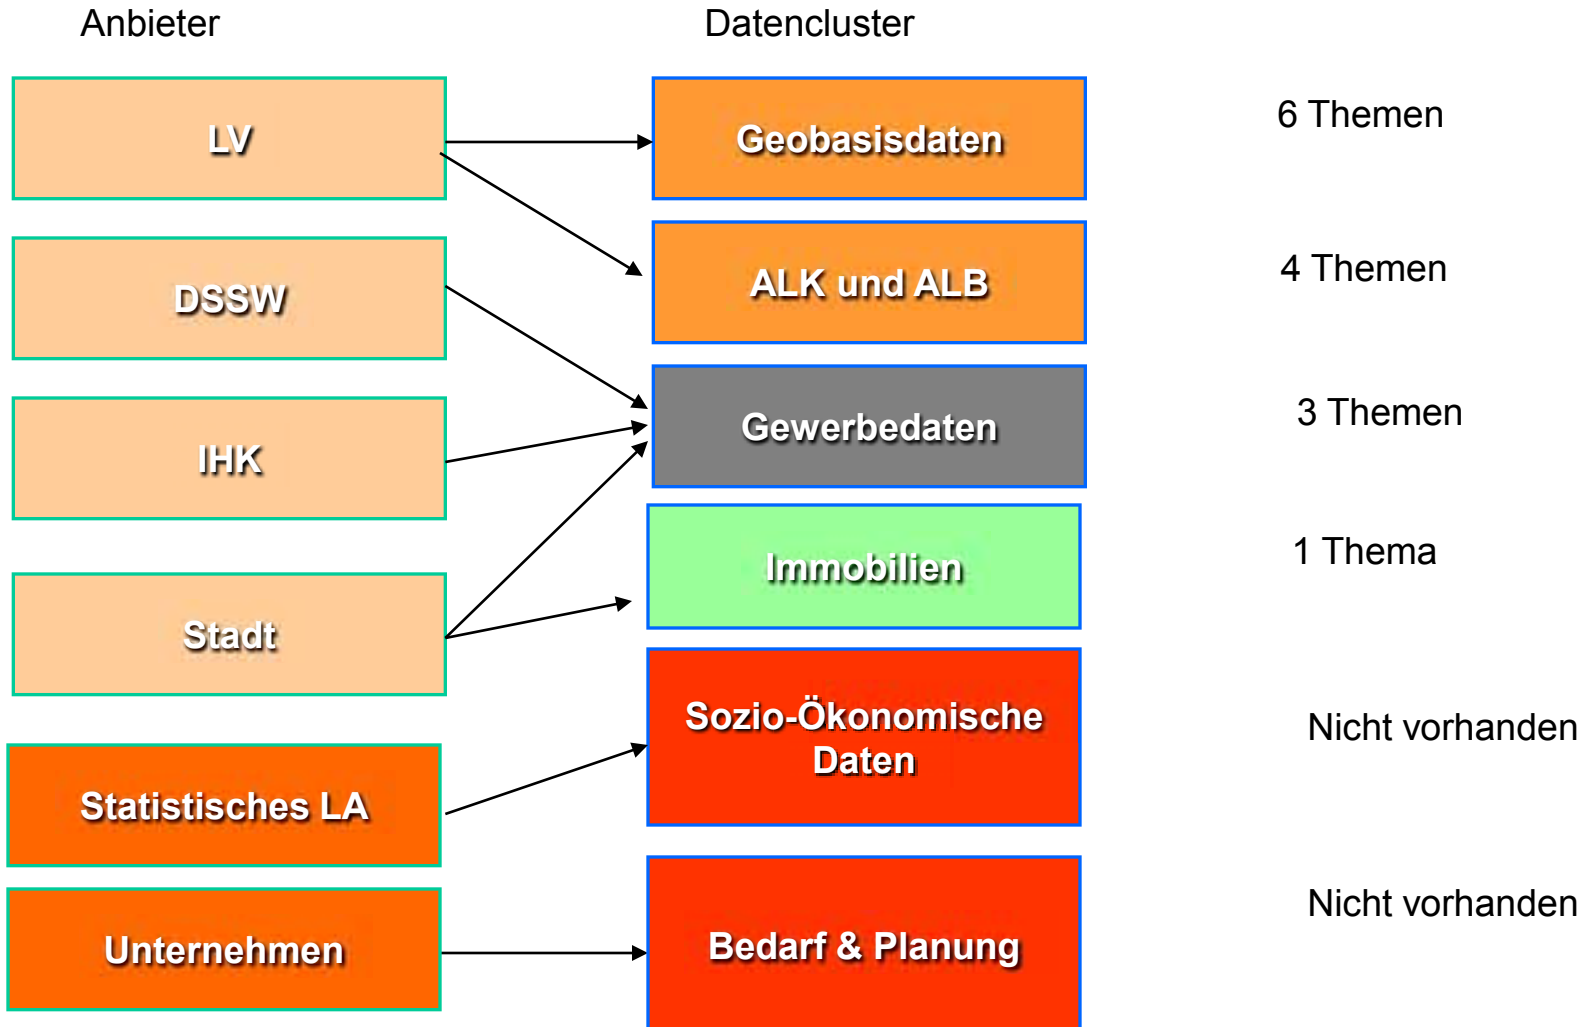 Anbieter
Datencluster
LV
Geobasisdaten
6 Themen
DSSW
ALK und ALB
4 Themen
IHK
Gewerbedaten
3 Themen
Stadt
Immobilien
1 Thema
Statistisches LA
Sozio-Ökonomische
Daten
Nicht vorhanden
Unternehmen
Bedarf & Planung
Nicht vorhanden